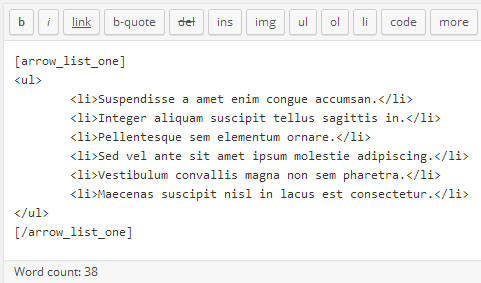 b i link b-quote del ins img ul ol li code more
[arrow_list_one]
<ul>
<li>Suspendisse a amet enim congue accumsan.</li>
<li>Integer aliquam suscipit tellus sagittis in.</li>
<li>Pellentesque sem elementum ornare.</li>
<li>Sed vel ante sit amet ipsum molestie adipiscing.</li>
<li>Vestibulum convallis magna non sem pharetra.</li>
<li>Maecenas suscipit nisl in lacus est consectetur.</li>
</ul>
[/arrow_list_one]
Word count: 38